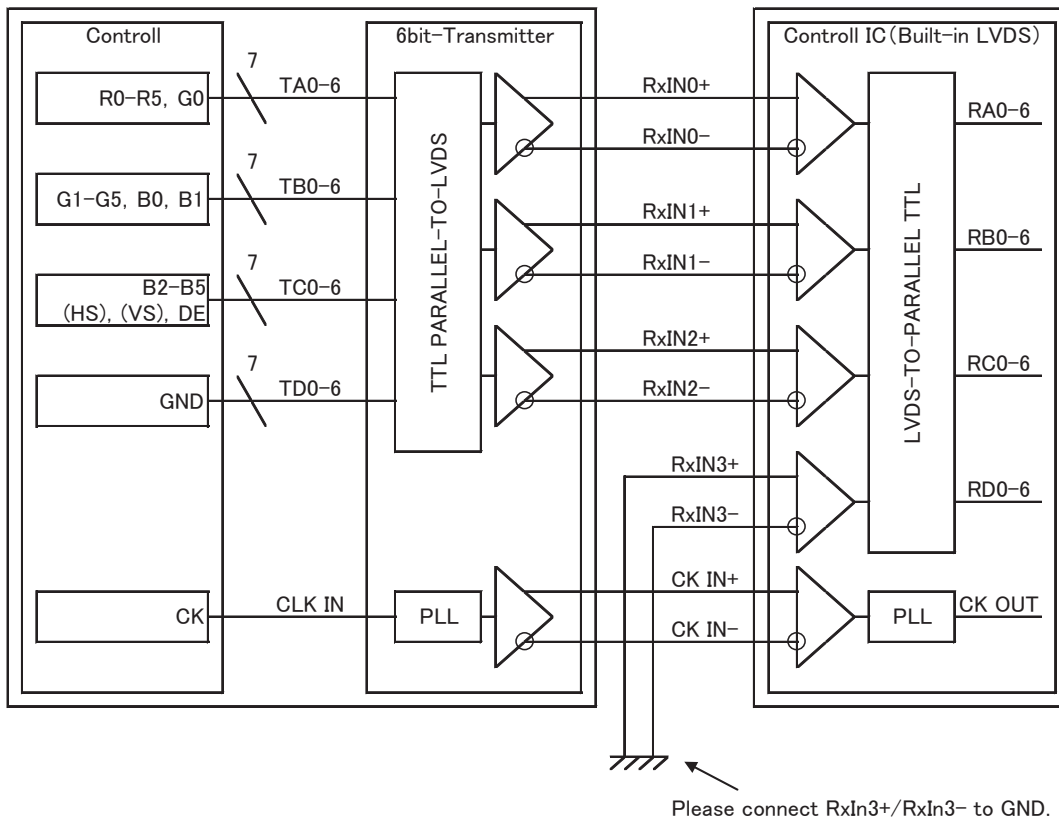 Controll
6bit-Transmitter
Controll IC(Built-in LVDS)
7
R0-R5, G0
TA0-6
RxIN0+
RxIN0-
RA0-6
7
G1-G5, B0, B1
TB0-6
RxIN1+
RxIN1-
RB0-6
7
B2-B5
(HS), (VS), DE
TC0-6
RxIN2+
RxIN2-
RC0-6
7
GND
TD0-6
TTL PARALLEL-TO-LVDS
LVDS-TO-PARALLEL TTL
RxIN3+
RxIN3-
RD0-6
CK
CLK IN
PLL
CK IN+
CK IN-
PLL
CK OUT
Please connect RxIn3+/RxIn3- to GND.